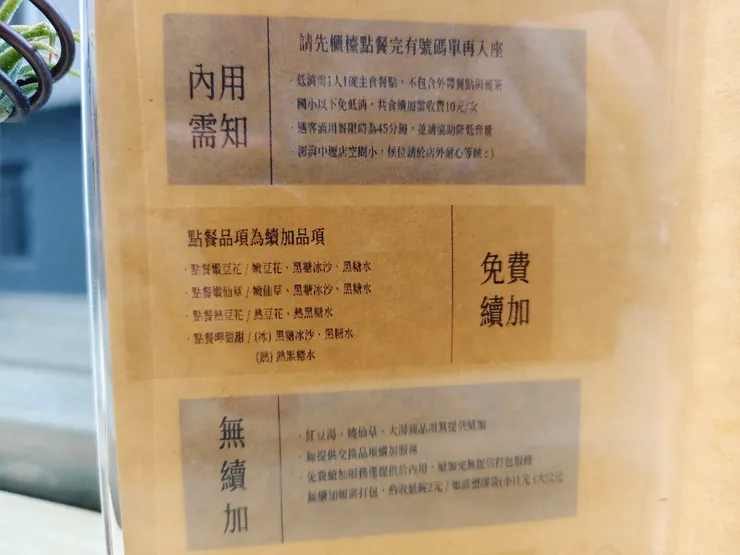 內用
需知
請先櫃檯點餐完有號碼單再入座
· 低消需1人1碗主食餐點，不包含外帶餐點與煎茶
· 國小以下免低消，共食續加需收費10元/次
· 遇客滿用餐限時為45分鐘，並請協助降低音量
· 澎湃中壢店空間小，候位請於店外耐心等候：）
點餐品項為續加品項
· 點餐嫩豆花 / 嫩豆花、黑糖冰沙、黑糖水
· 點餐嫩仙草 / 嫩仙草、黑糖冰沙、黑糖水
· 點餐熱豆花 / 熱豆花、熱黑糖水
· 點餐呷甜甜 / (冰) 黑糖冰沙、黑糖水
(熱) 熱黑糖水
免費
續加
無
續
加
· 紅豆湯、燒仙草、大湯圓品項無提供續加
· 無提供交換品項續加服務
· 免費續加服務僅提供於內用，續加完無提供打包服務
· 無續加如需打包，酌收紙碗2元 / 如需塑膠袋(小)1元 (大)2元